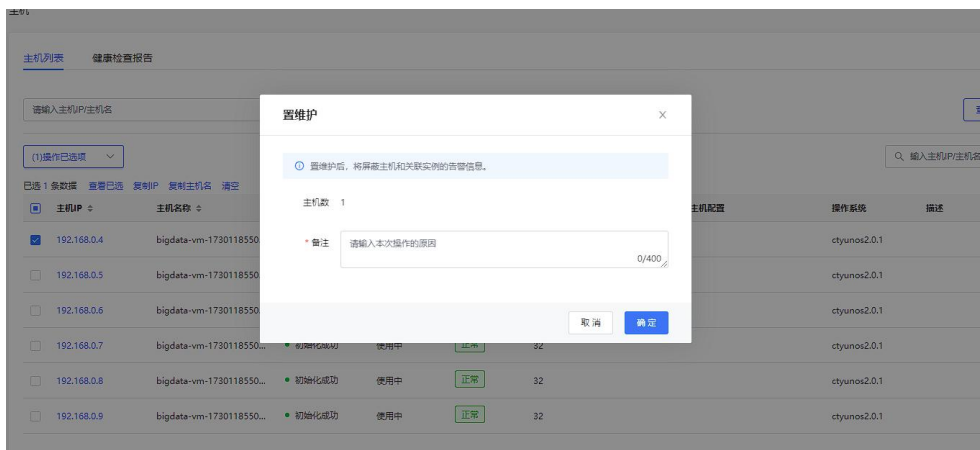 主机
主机列表 健康检查报告
请输入主机IP/主机名
置维护
置维护后，将屏蔽主机和关联实例的告警信息。
(1)操作已选项
输入主机IP/主机名
已选 1 条数据 查看已选 复制IP 复制主机名 清空
主机数 1
主机IP 主机名称 主机配置 操作系统 描述
* 备注 请输入本次操作的原因
0/400
192.168.0.4 bigdata-vm-1730118550 ctyunos2.0.1
192.168.0.5 bigdata-vm-1730118550 ctyunos2.0.1
192.168.0.6 bigdata-vm-1730118550 ctyunos2.0.1
取消 确定
192.168.0.7 bigdata-vm-1730118550... 初始化成功 使用中 正常 32 ctyunos2.0.1
192.168.0.8 bigdata-vm-1730118550... 初始化成功 使用中 正常 32 ctyunos2.0.1
192.168.0.9 bigdata-vm-1730118550... 初始化成功 使用中 正常 32 ctyunos2.0.1